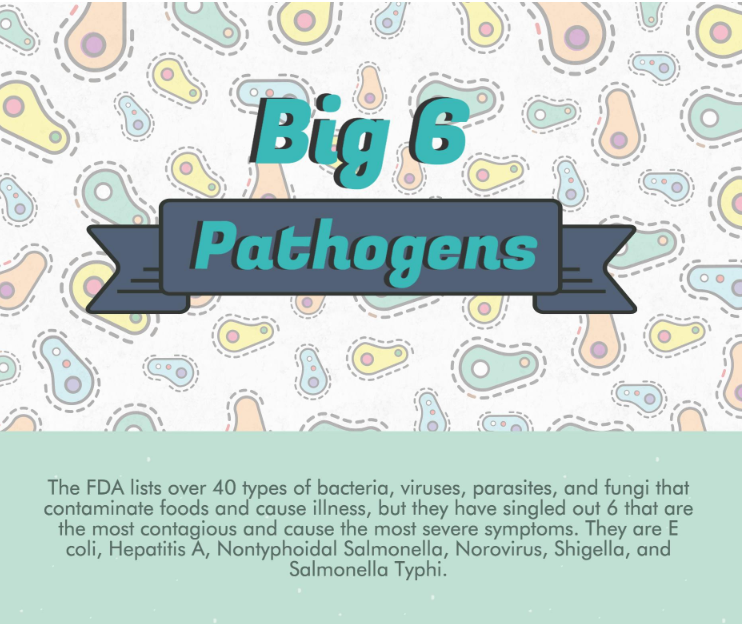 Big 6
Pathogens
The FDA lists over 40 types of bacteria, viruses, parasites, and fungi that
contaminate foods and cause illness, but they have singled out 6 that are
the most contagious and cause the most severe symptoms. They are E
coli, Hepatitis A, Nontyphoidal Salmonella, Norovirus, Shigella, and
Salmonella Typhi.